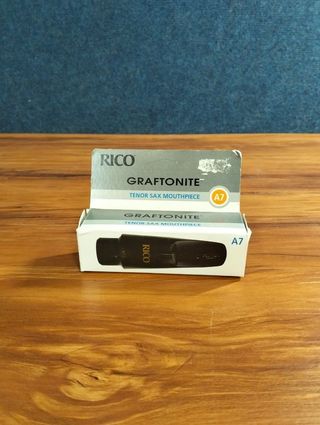 RICO
GRAFTONITE
TENOR SAX MOUTHPIECE
A7
GRAFTONITE
TENOR SAX MOUTHPIECE
A7
RICO